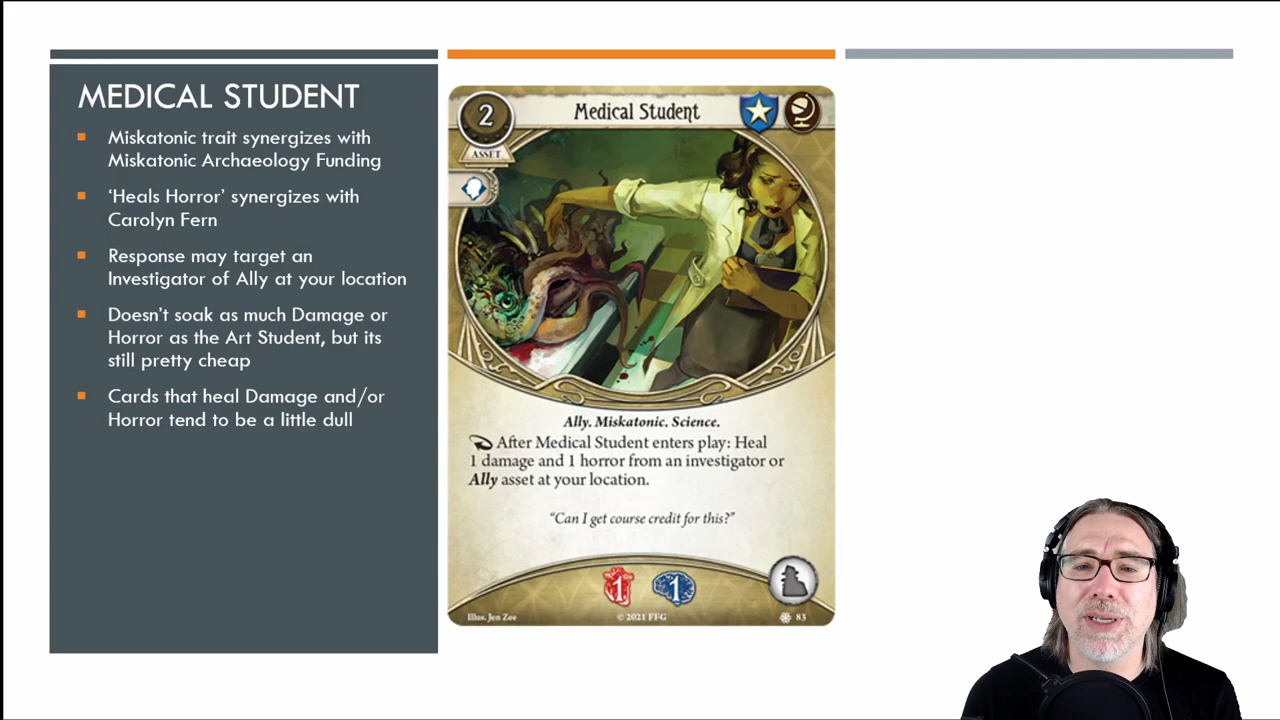 MEDICAL STUDENT
Miskatonic trait synergizes with
Miskatonic Archaeology Funding
‘Heals Horror’ synergizes with
Carolyn Fern
Response may target an
Investigator of Ally at your location
Doesn’t soak as much Damage or
Horror as the Art Student, but its
still pretty cheap
Cards that heal Damage and/or
Horror tend to be a little dull
2
Medical Student
ASSET
Ally. Miskatonic. Science.
After Medical Student enters play: Heal
1 damage and 1 horror from an investigator or
Ally asset at your location.
“Can I get course credit for this?”
1 1
Illus. Jen Zee © 2021 FFG 83